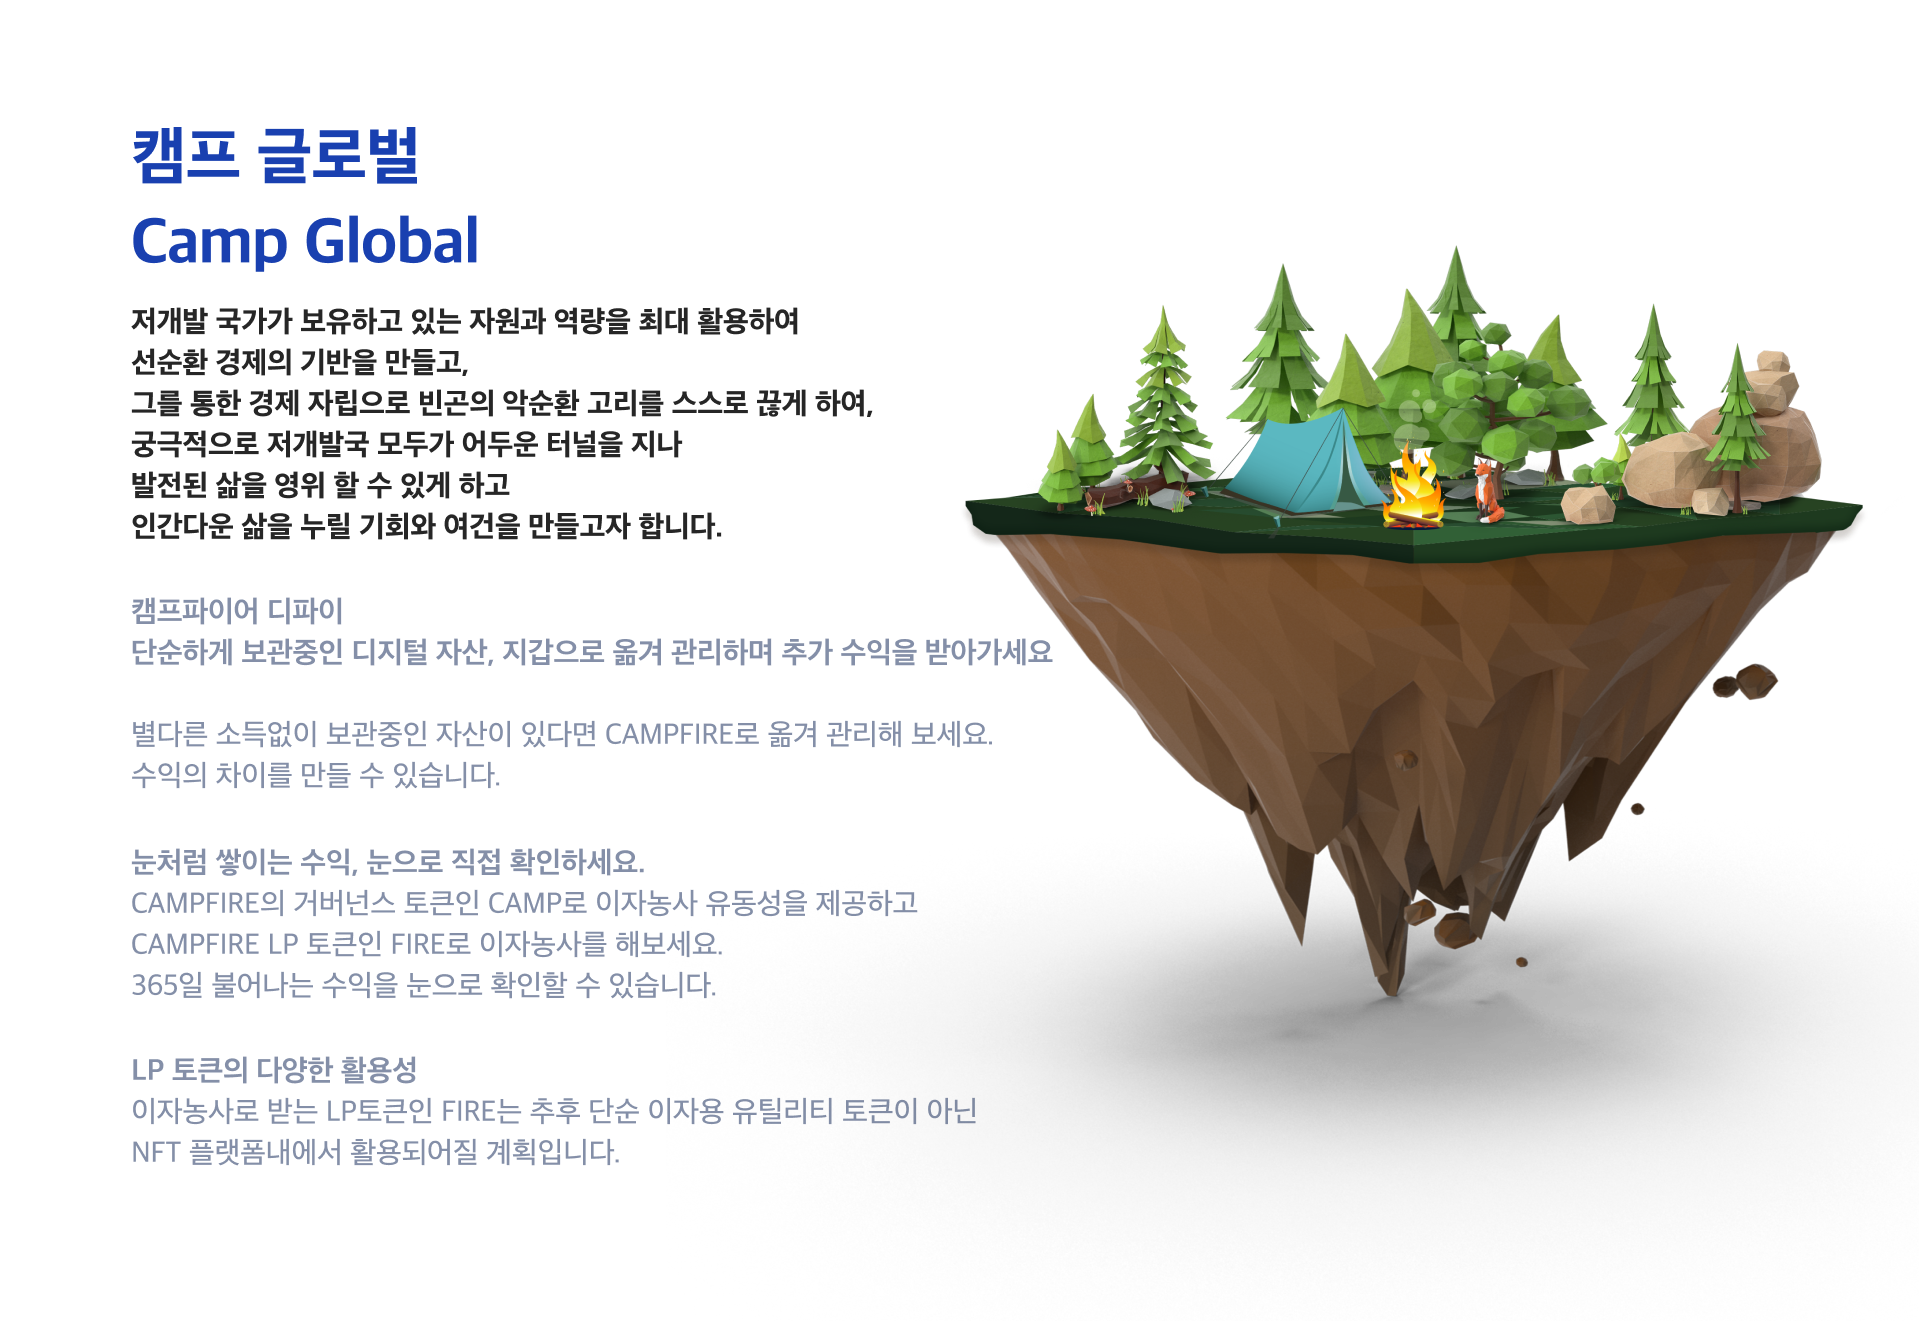 캠프 글로벌
Camp Global
저개발 국가가 보유하고 있는 자원과 역량을 최대 활용하여
선순환 경제의 기반을 만들고,
그를 통한 경제 자립으로 빈곤의 악순환 고리를 스스로 끊게 하여,
궁극적으로 저개발국 모두가 어두운 터널을 지나
발전된 삶을 영위 할 수 있게 하고
인간다운 삶을 누릴 기회와 여건을 만들고자 합니다.
캠프파이어 디파이
단순하게 보관중인 디지털 자산, 지갑으로 옮겨 관리하며 추가 수익을 받아가세요
별다른 소득없이 보관중인 자산이 있다면 CAMPFIRE로 옮겨 관리해 보세요.
수익의 차이를 만들 수 있습니다.
눈처럼 쌓이는 수익, 눈으로 직접 확인하세요.
CAMPFIRE의 거버넌스 토큰인 CAMP로 이자농사 유동성을 제공하고
CAMPFIRE LP 토큰인 FIRE로 이자농사를 해보세요.
365일 불어나는 수익을 눈으로 확인할 수 있습니다.
LP 토큰의 다양한 활용성
이자농사로 받는 LP토큰인 FIRE는 추후 단순 이자용 유틸리티 토큰이 아닌
NFT 플랫폼내에서 활용되어질 계획입니다.